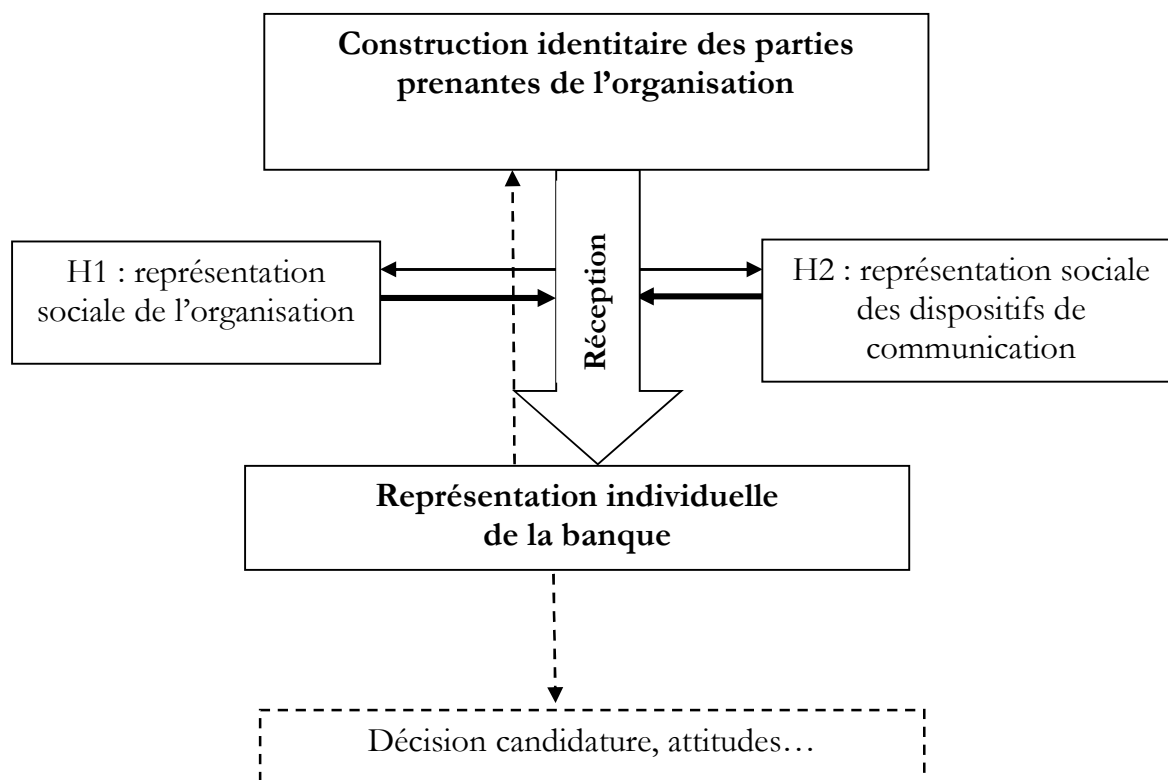 Construction identitaire des parties
prenantes de l’organisation
H1 : représentation
sociale de l’organisation
Réception
H2 : représentation sociale
des dispositifs de
communication
Représentation individuelle
de la banque
Décision candidature, attitudes…